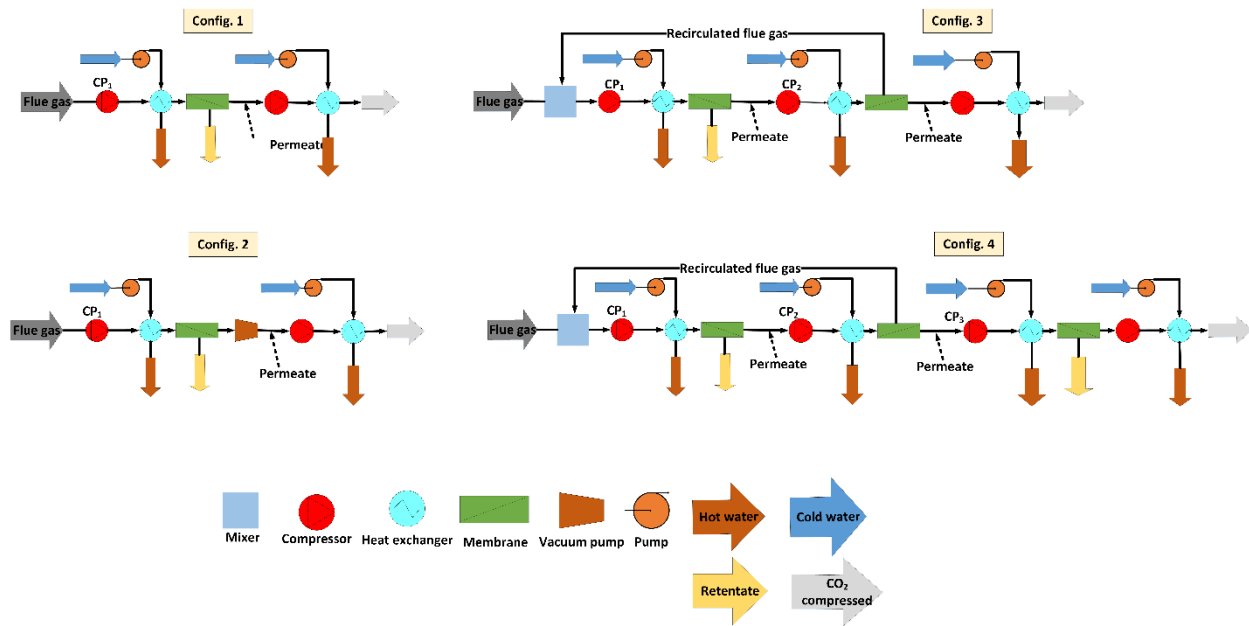 Config. 1
CP1
Flue gas
Permeate
Config. 3
Recirculated flue gas
CP1
CP2
Flue gas
Permeate
Permeate
Config. 2
CP1
Flue gas
Permeate
Config. 4
Recirculated flue gas
CP1
CP2
CP3
Flue gas
Permeate
Permeate
Mixer
Compressor
Heat exchanger
Membrane
Vacuum pump
Pump
Hot water
Cold water
Retentate
CO2
compressed